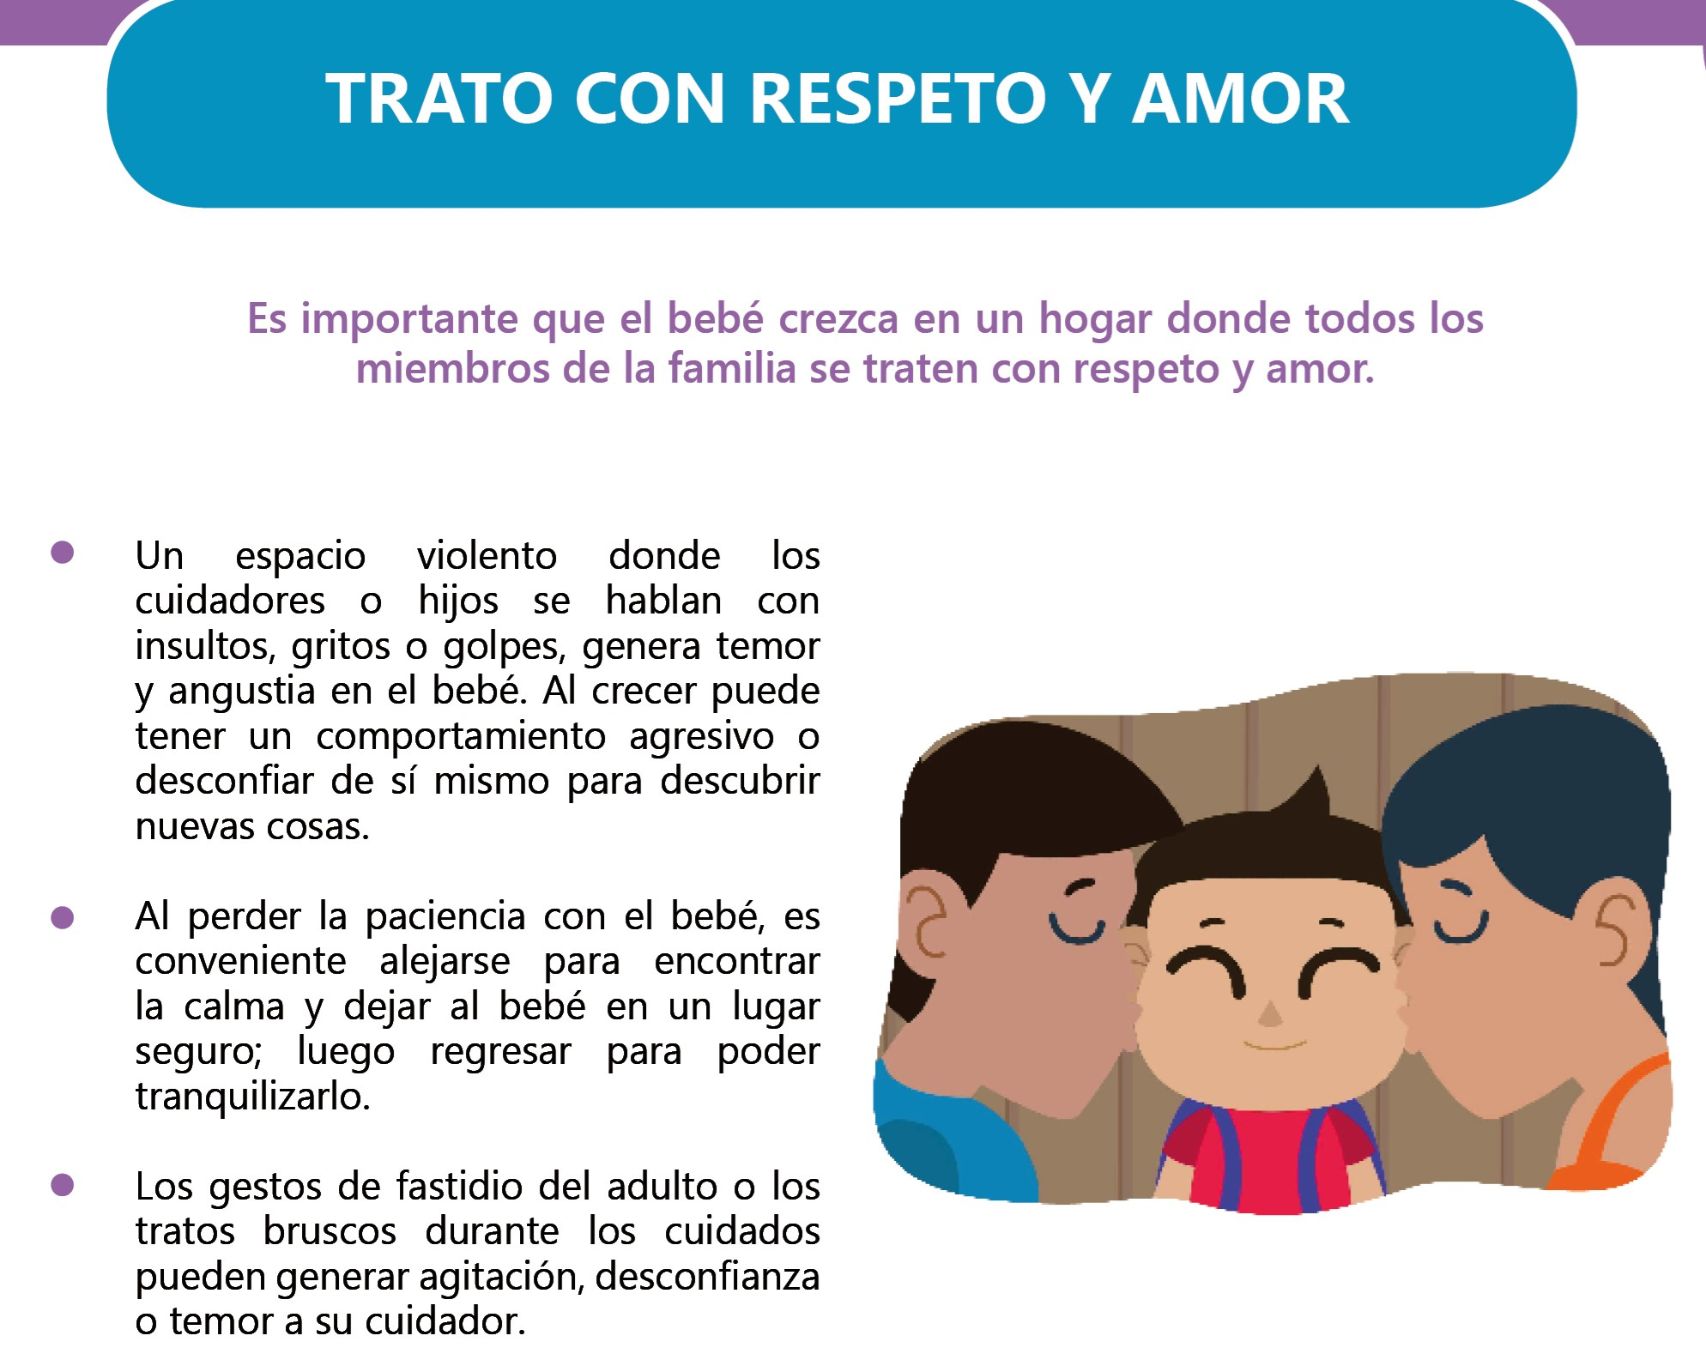 TRATO CON RESPETO Y AMOR
Es importante que el bebé crezca en un hogar donde todos los
miembros de la familia se traten con respeto y amor.
Un espacio violento donde los
cuidadores o hijos se hablan con
insultos, gritos o golpes, genera temor
y angustia en el bebé. Al crecer puede
tener un comportamiento agresivo o
desconfiar de sí mismo para descubrir
nuevas cosas.
Al perder la paciencia con el bebé, es
conveniente alejarse para encontrar
la calma y dejar al bebé en un lugar
seguro; luego regresar para poder
tranquilizarlo.
Los gestos de fastidio del adulto o los
tratos bruscos durante los cuidados
pueden generar agitación, desconfianza
o temor a su cuidador.